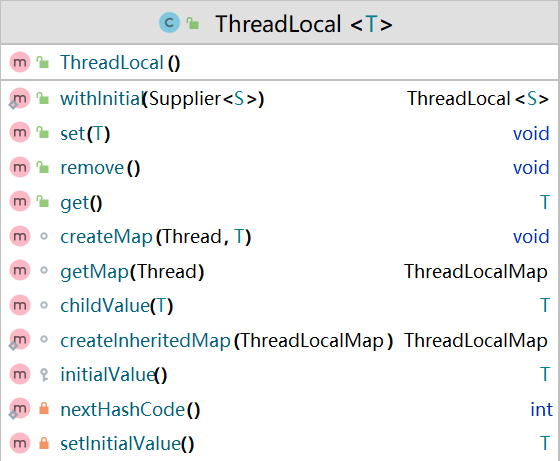 C ThreadLocal <T>
m ThreadLocal()
m withInitial(Supplier<S>) ThreadLocal<S>
m set(T) void
m remove() void
m get() T
m createMap(Thread, T) void
m getMap(Thread) ThreadLocalMap
m childValue(T) T
m createInheritedMap(ThreadLocalMap) ThreadLocalMap
m initialValue() T
m nextHashCode() int
m setInitialValue() T